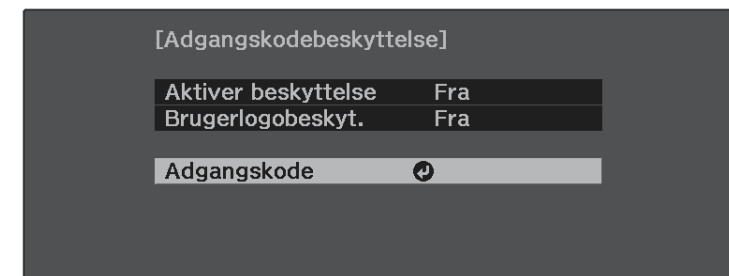 [Adgangskodebeskyttelse]
Aktiver beskyttelse Fra
Brugerlogobeskyt. Fra
Adgangskode